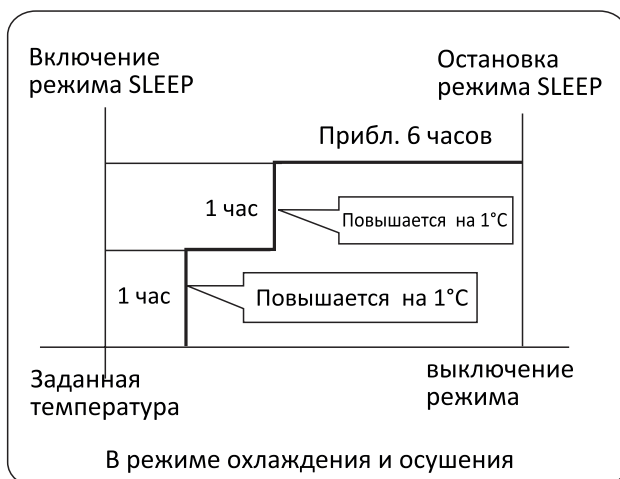 Включение
режима SLEEP
Остановка
режима SLEEP
Прибл. 6 часов
1 час
Повышается на 1°C
1 час
Повышается на 1°C
Заданная
температура
выключение
режима
В режиме охлаждения и осушения